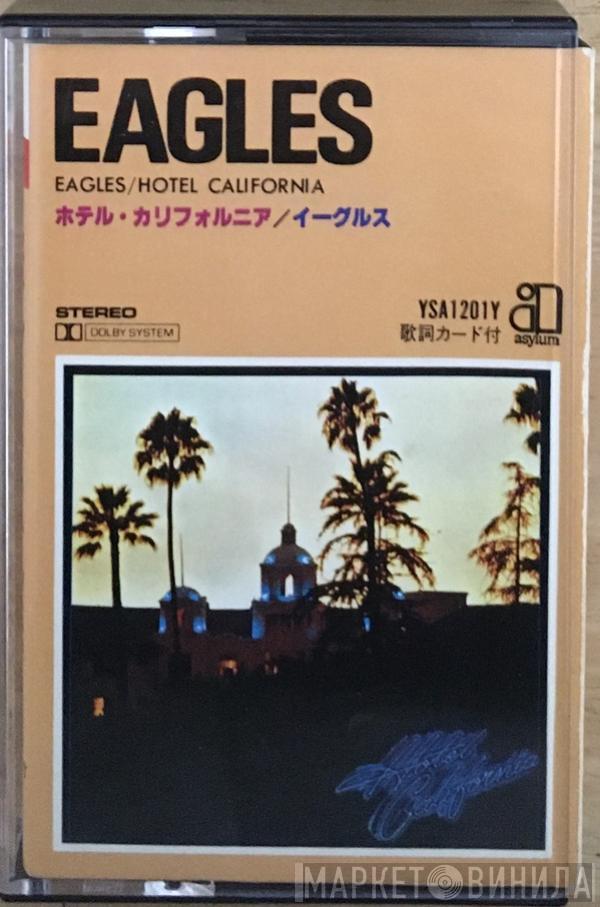 EAGLES
EAGLES/HOTEL CALIFORNIA
ホテル・カリフォルニア/イーグルス
STEREO
DOLBY SYSTEM
YSA1201Y
歌詞カード付
asylum
Hotel California
МАРКЕТ ВИНИЛА